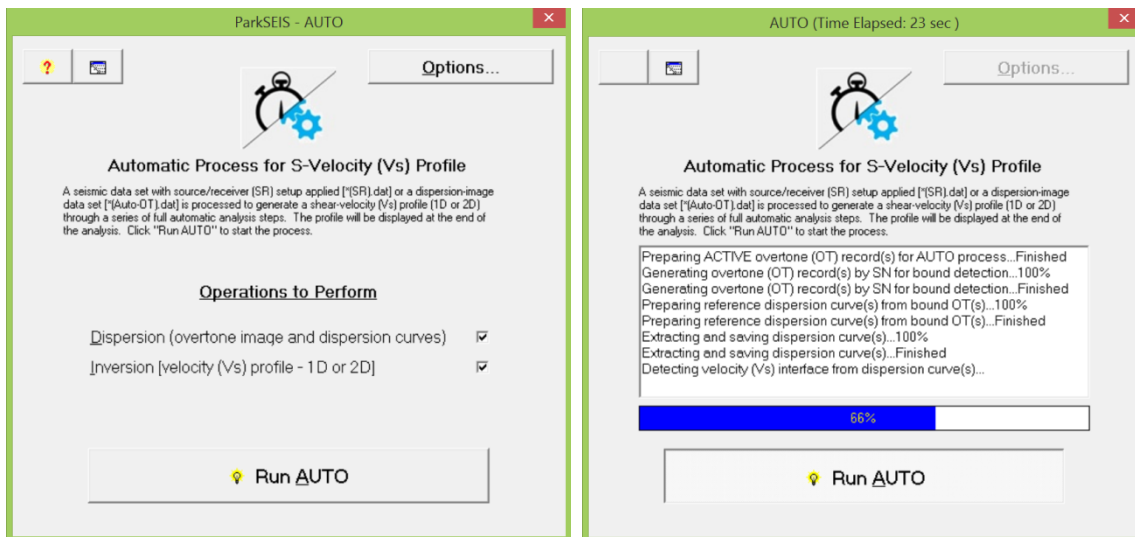 ParkSEIS - AUTO
?
Options...
Automatic Process for S-Velocity (Vs) Profile
A seismic data set with source/receiver (SR) setup applied [*(SR).dat] or a dispersion-image
data set [*(Auto-OT).dat] is processed to generate a shear-velocity (Vs) profile (1D or 2D)
through a series of full automatic analysis steps. The profile will be displayed at the end of
the analysis. Click "Run AUTO" to start the process.
Operations to Perform
Dispersion (overtone image and dispersion curves)
Inversion [velocity (Vs) profile - 1D or 2D]
Run AUTO
AUTO (Time Elapsed: 23 sec )
Options...
Automatic Process for S-Velocity (Vs) Profile
A seismic data set with source/receiver (SR) setup applied [*(SR).dat] or a dispersion-image
data set [*(Auto-OT).dat] is processed to generate a shear-velocity (Vs) profile (1D or 2D)
through a series of full automatic analysis steps. The profile will be displayed at the end of
the analysis. Click "Run AUTO" to start the process.
Preparing ACTIVE overtone (OT) record(s) for AUTO process...Finished
Generating overtone (OT) record(s) by SN for bound detection...100%
Generating overtone (OT) record(s) by SN for bound detection...Finished
Preparing reference dispersion curve(s) from bound OT(s)...100%
Preparing reference dispersion curve(s) from bound OT(s)...Finished
Extracting and saving dispersion curve(s)...100%
Extracting and saving dispersion curve(s)...Finished
Detecting velocity (Vs) interface from dispersion curve(s)...
66%
Run AUTO